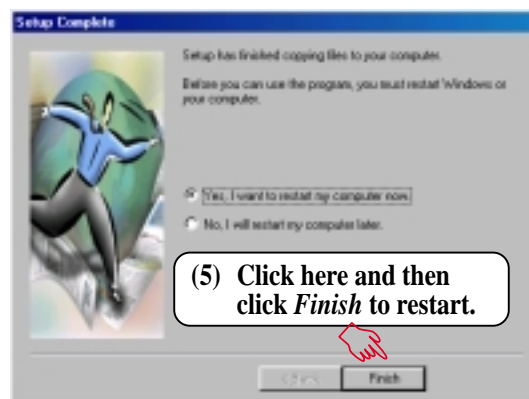 Setup Complete
Setup has finished copying files to your computer.
Before you can use the program, you must restart Windows or
your computer.
Yes, I want to restart my computer now.
No, I will restart my computer later.
(5) Click here and then
click Finish to restart.
< Back Finish